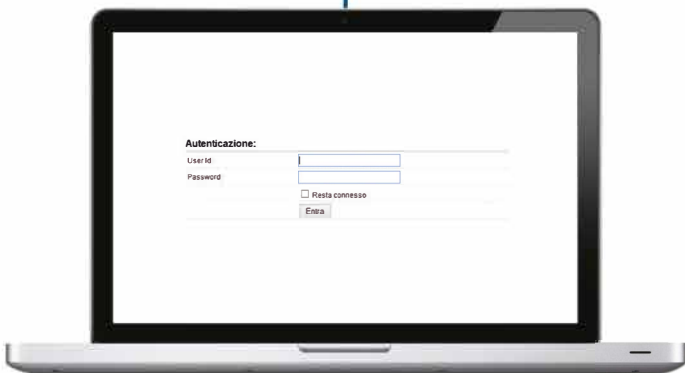 Autenticazione:
User Id
Password
Resta connesso
Entra